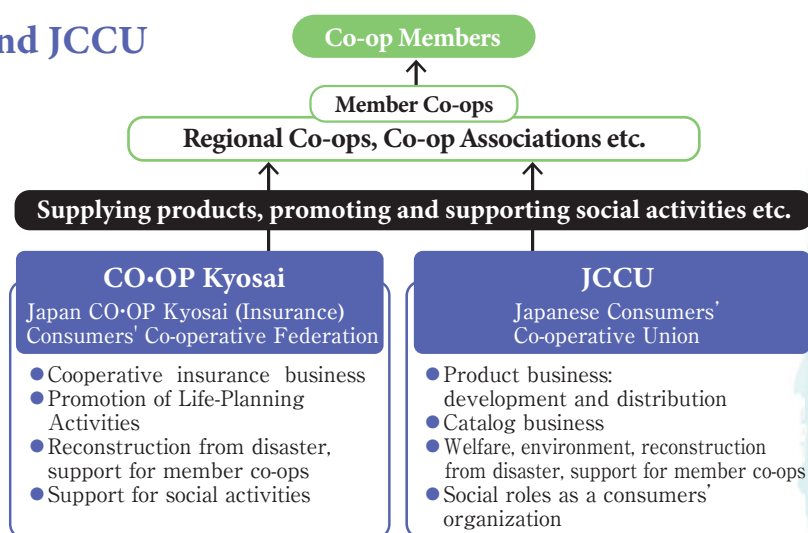 nd JCCU
Co-op Members
Member Co-ops
Regional Co-ops, Co-op Associations etc.
Supplying products, promoting and supporting social activities etc.
CO•OP Kyosai
Japan CO•OP Kyosai (Insurance)
Consumers' Co-operative Federation
●Cooperative insurance business
●Promotion of Life-Planning
Activities
●Reconstruction from disaster,
support for member co-ops
●Support for social activities
JCCU
Japanese Consumers’
Co-operative Union
●Product business:
development and distribution
●Catalog business
●Welfare, environment, reconstruction
from disaster, support for member co-ops
●Social roles as a consumers’
organization